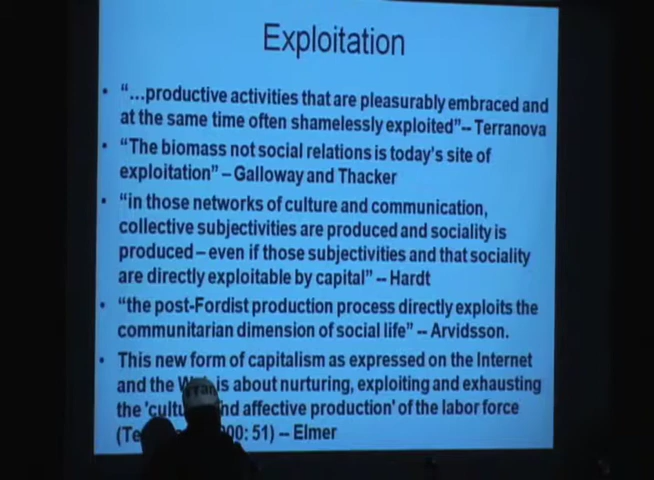 Exploitation
• “...productive activities that are pleasurably embraced and
at the same time often shamelessly exploited”– Terranova
• “The biomass not social relations is today's site of
exploitation” – Galloway and Thacker
• “in those networks of culture and communication,
collective subjectivities are produced and sociality is
produced – even if those subjectivities and that sociality
are directly exploitable by capital” – Hardt
• “the post-Fordist production process directly exploits the
communitarian dimension of social life” – Arvidsson.
• This new form of capitalism as expressed on the Internet
and the is about nurturing, exploiting and exhausting
the and affective production' of the labor force
51) – Elmer